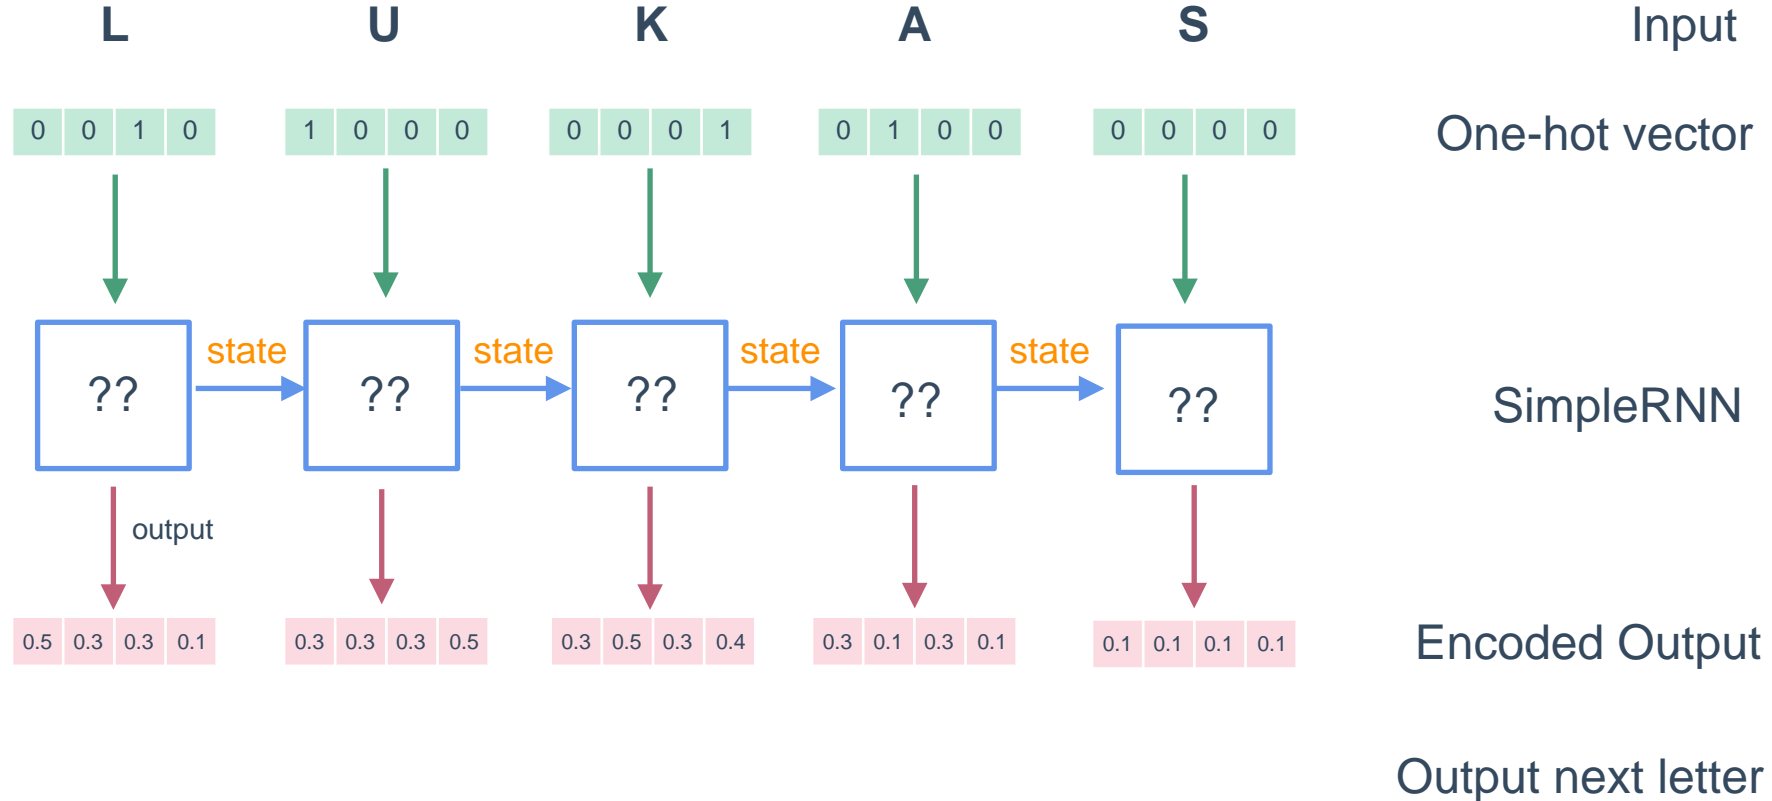 L U K A S Input
0 0 1 0 1 0 0 0 0 0 0 1 0 1 0 0 0 0 0 0 One-hot vector
state state state state
?? ?? ?? ?? ?? SimpleRNN
output
0.5 0.3 0.3 0.1 0.3 0.3 0.3 0.5 0.3 0.5 0.3 0.4 0.3 0.1 0.3 0.1 0.1 0.1 0.1 0.1 Encoded Output
Output next letter